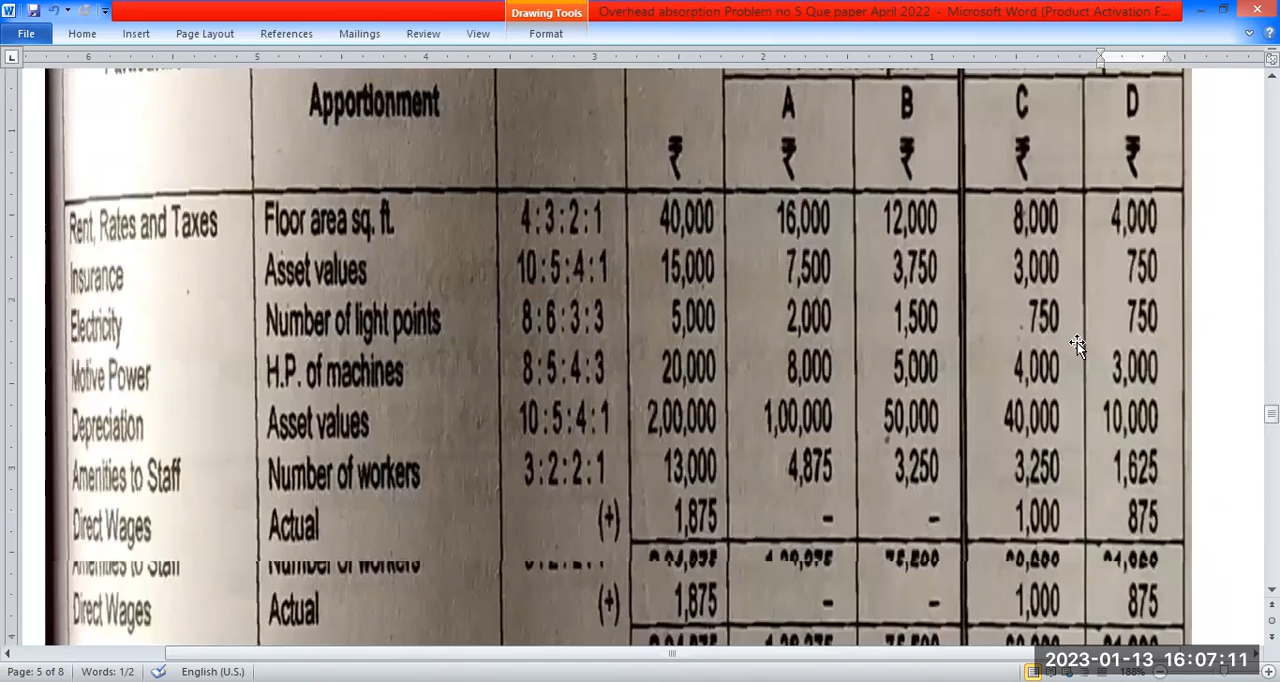 Overhead absorption Problem no 5 Que paper April 2022 - Microsoft Word (Product Activation F...
Drawing Tools
File Home Insert Page Layout References Mailings Review View Format
6 5 4 3 2 1
Apportionment A B C D
₹ ₹ ₹ ₹ ₹
Rent, Rates and Taxes Floor area sq. ft. 4:3:2:1 40,000 16,000 12,000 8,000 4,000
Insurance Asset values 10:5:4:1 15,000 7,500 3,750 3,000 750
Electricity Number of light points 8:6:3:3 5,000 2,000 1,500 750 750
Motive Power H.P. of machines 8:5:4:3 20,000 8,000 5,000 4,000 3,000
Depreciation Asset values 10:5:4:1 2,00,000 1,00,000 50,000 40,000 10,000
Amenities to Staff Number of workers 3:2:2:1 13,000 4,875 3,250 3,250 1,625
Direct Wages Actual (+) 1,875 - - 1,000 875
Direct Wages Actual (+) 1,875 - - 1,000 875
2023-01-13 16:07:11
Page: 5 of 8 Words: 1/2 English (U.S.) 188%